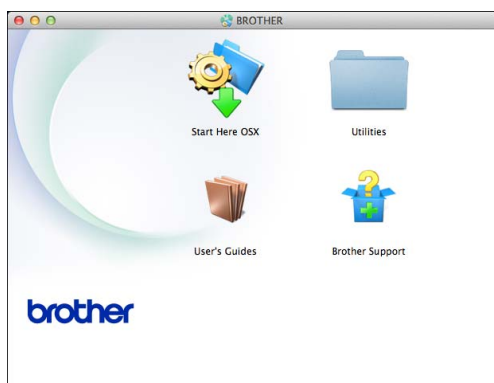 BROTHER
Start Here OSX
Utilities
User's Guides
Brother Support
brother